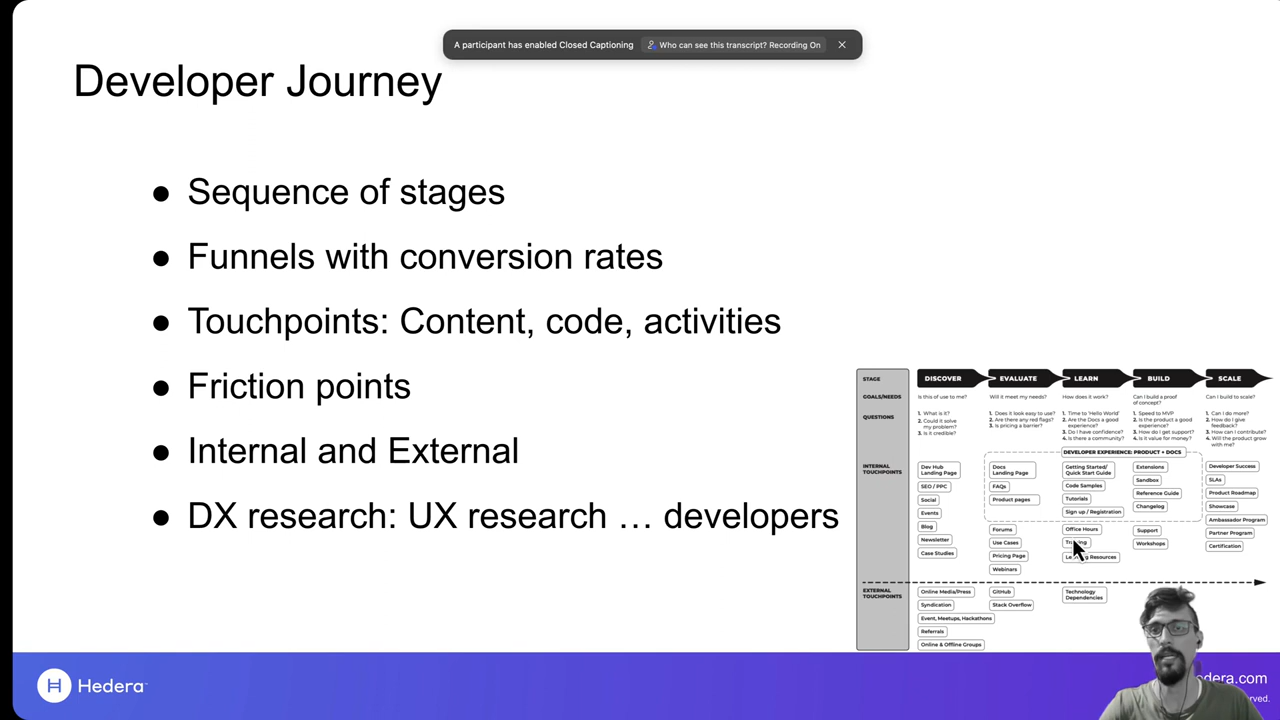 A participant has enabled Closed Captioning
Who can see this transcript? Recording On
Developer Journey
● Sequence of stages
● Funnels with conversion rates
● Touchpoints: Content, code, activities
● Friction points
● Internal and External
● DX research: UX research … developers
STAGE
DISCOVER
EVALUATE
LEARN
BUILD
SCALE
GOALS/NEEDS
Is this of use to me?
Will it meet my needs?
How does it work?
Can I build a proof
of concept?
Can I build to scale?
QUESTIONS
1. What is it?
2. Could it solve
my problem?
3. Is it credible?
1. Does it look easy to use?
2. Are there any red flags?
3. Is pricing a barrier?
1. Time to 'Hello World'
2. Are the Docs a good
experience?
3. Do I have confidence?
4. Is there a community?
1. Speed to MVP
2. Is the product a good
experience?
3. How do I get support?
4. Is it value for money?
1. Can I do more?
2. How do I give
feedback?
3. How can I contribute?
4. Will the product grow
with me?
DEVELOPER EXPERIENCE: PRODUCT + DOCS
INTERNAL
TOUCHPOINTS
Dev Hub
Landing Page
SEO / PPC
Social
Events
Blog
Newsletter
Case Studies
Docs
Landing Page
FAQs
Product pages
Forums
Use Cases
Pricing Page
Webinars
Getting Started/
Quick Start Guide
Code Samples
Tutorials
Sign up / Registration
Office Hours
Resources
Extensions
Sandbox
Reference Guide
Changelog
Support
Workshops
Developer Success
SLAs
Product Roadmap
Showcase
Ambassador Program
Partner Program
Certification
EXTERNAL
TOUCHPOINTS
Online Media/Press
Syndication
Event, Meetups, Hackathons
Referrals
Online & Offline Groups
GitHub
Stack Overflow
Technology
Dependencies
H Hedera
dera.com